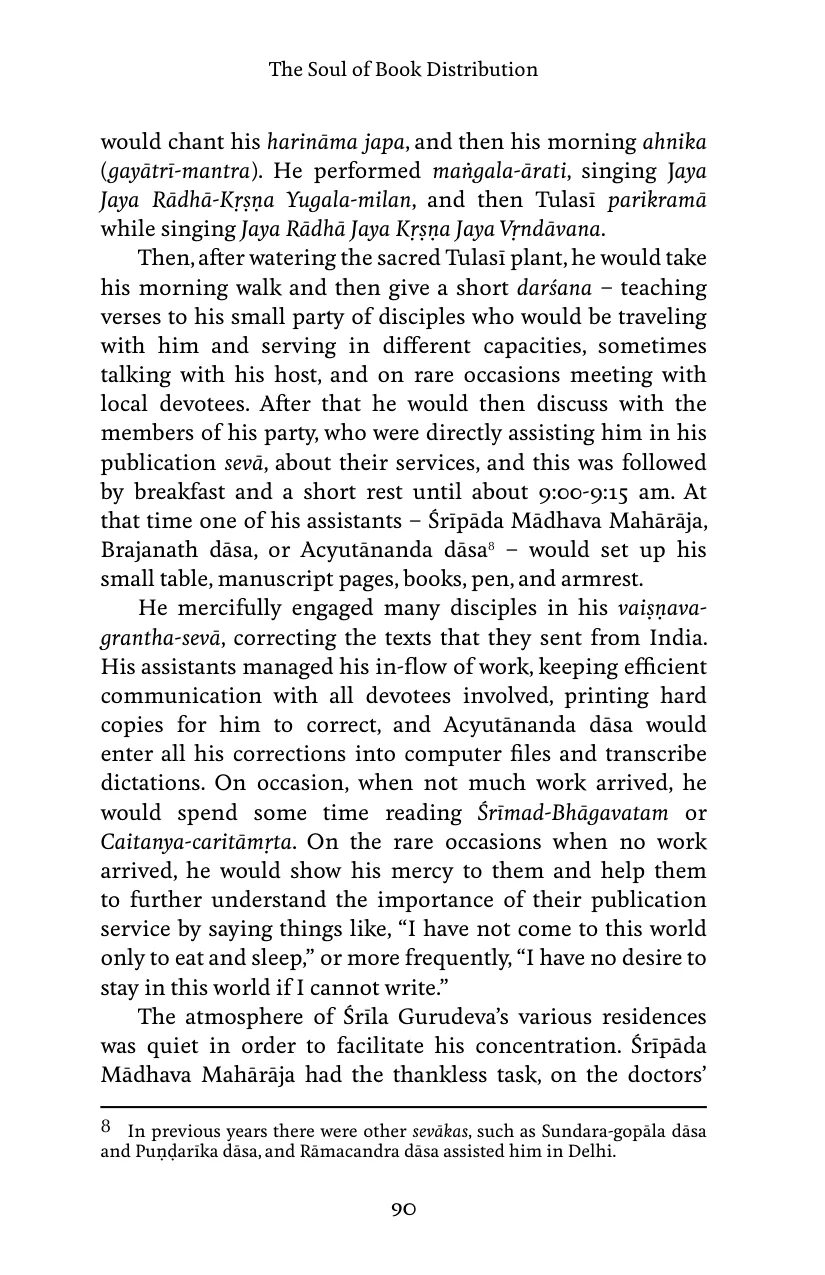 The Soul of Book Distribution
would chant his harināma japa, and then his morning ahnika
(gayātrī-mantra). He performed maṅgala-ārati, singing Jaya
Jaya Rādhā-Kṛṣṇa Yugala-milan, and then Tulasī parikramā
while singing Jaya Rādhā Jaya Kṛṣṇa Jaya Vṛndāvana.
Then, after watering the sacred Tulasī plant, he would take
his morning walk and then give a short darśana – teaching
verses to his small party of disciples who would be traveling
with him and serving in different capacities, sometimes
talking with his host, and on rare occasions meeting with
local devotees. After that he would then discuss with the
members of his party, who were directly assisting him in his
publication sevā, about their services, and this was followed
by breakfast and a short rest until about 9:00-9:15 am. At
that time one of his assistants – Śrīpāda Mādhava Mahārāja,
Brajanath dāsa, or Acyutānanda dāsa⁸ – would set up his
small table, manuscript pages, books, pen, and armrest.
He mercifully engaged many disciples in his vaiṣṇava-
grantha-sevā, correcting the texts that they sent from India.
His assistants managed his in-flow of work, keeping efficient
communication with all devotees involved, printing hard
copies for him to correct, and Acyutānanda dāsa would
enter all his corrections into computer files and transcribe
dictations. On occasion, when not much work arrived, he
would spend some time reading Śrīmad-Bhāgavatam or
Caitanya-caritāmṛta. On the rare occasions when no work
arrived, he would show his mercy to them and help them
to further understand the importance of their publication
service by saying things like, “I have not come to this world
only to eat and sleep,” or more frequently, “I have no desire to
stay in this world if I cannot write.”
The atmosphere of Śrīla Gurudeva’s various residences
was quiet in order to facilitate his concentration. Śrīpāda
Mādhava Mahārāja had the thankless task, on the doctors’
8 In previous years there were other sevākas, such as Sundara-gopāla dāsa
and Puṇḍarīka dāsa, and Rāmacandra dāsa assisted him in Delhi.
90